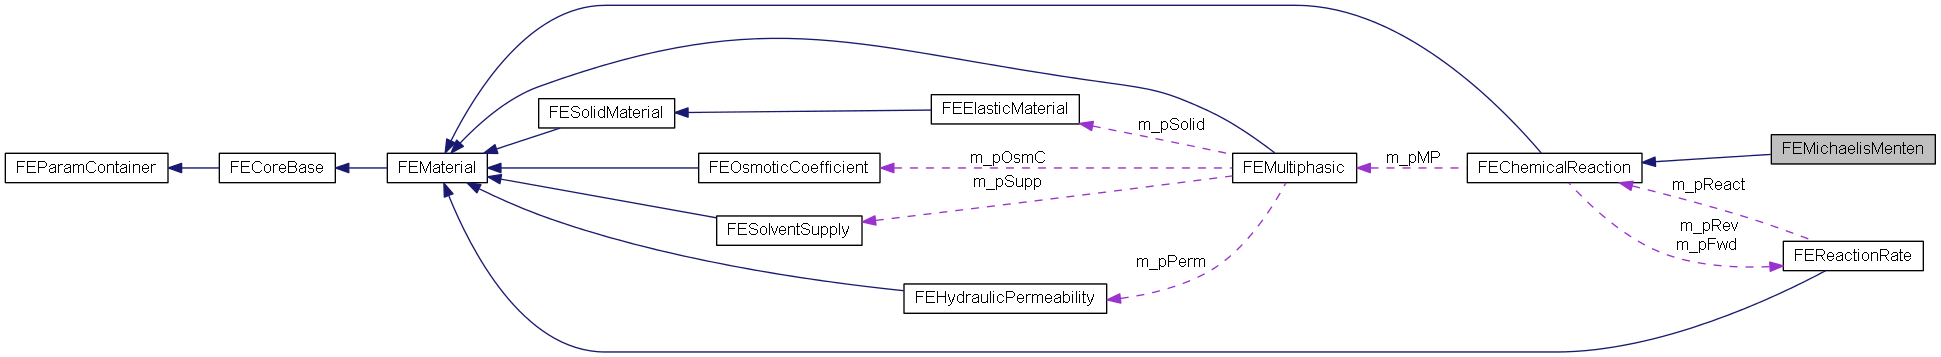 FEParamContainer
FECoreBase
FEMaterial
FESolidMaterial
FEElasticMaterial
m_pSolid
FEOsmoticCoefficient
m_pOsmC
m_pSupp
FESolventSupply
m_pPerm
FEHydraulicPermeability
FEMultiphasic
m_pMP
FEChemicalReaction
FEMichaelisMenten
m_pReact
m_pRev
m_pFwd
FEReactionRate